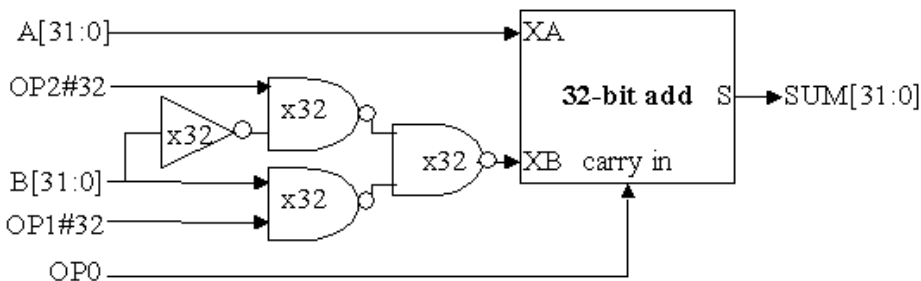 A[31:0]
XA
OP2#32
x32
32-bit add
S
SUM[31:0]
x32
x32
XB
carry in
B[31:0]
x32
OP1#32
OP0